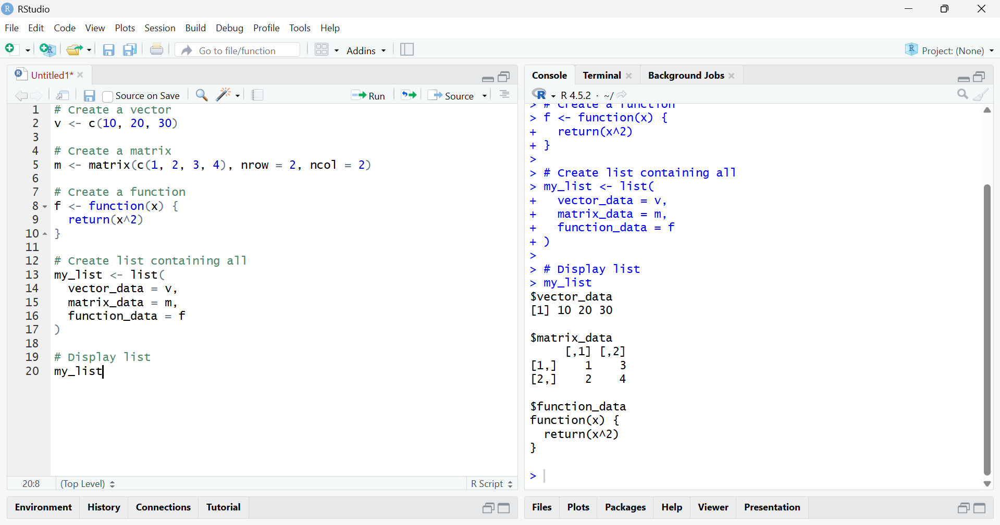 RStudio
File Edit Code View Plots Session Build Debug Profile Tools Help
Go to file/function Addins Project: (None)
Untitled1*
Source on Save Run Source
1 # Create a vector
2 v <- c(10, 20, 30)
3
4 # Create a matrix
5 m <- matrix(c(1, 2, 3, 4), nrow = 2, ncol = 2)
6
7 # Create a function
8 f <- function(x) {
9   return(x^2)
10 }
11
12 # Create list containing all
13 my_list <- list(
14   vector_data = v,
15   matrix_data = m,
16   function_data = f
17 )
18
19 # Display list
20 my_list
20:8 (Top Level) R Script
Environment History Connections Tutorial
Console Terminal Background Jobs
R 4.5.2 · ~/
> # Create a function
> f <- function(x) {
+   return(x^2)
+ }
>
> # Create list containing all
> my_list <- list(
+   vector_data = v,
+   matrix_data = m,
+   function_data = f
+ )
>
> # Display list
> my_list
$vector_data
[1] 10 20 30
$matrix_data
     [,1] [,2]
[1,]    1    3
[2,]    2    4
$function_data
function(x) {
  return(x^2)
}
>
Files Plots Packages Help Viewer Presentation